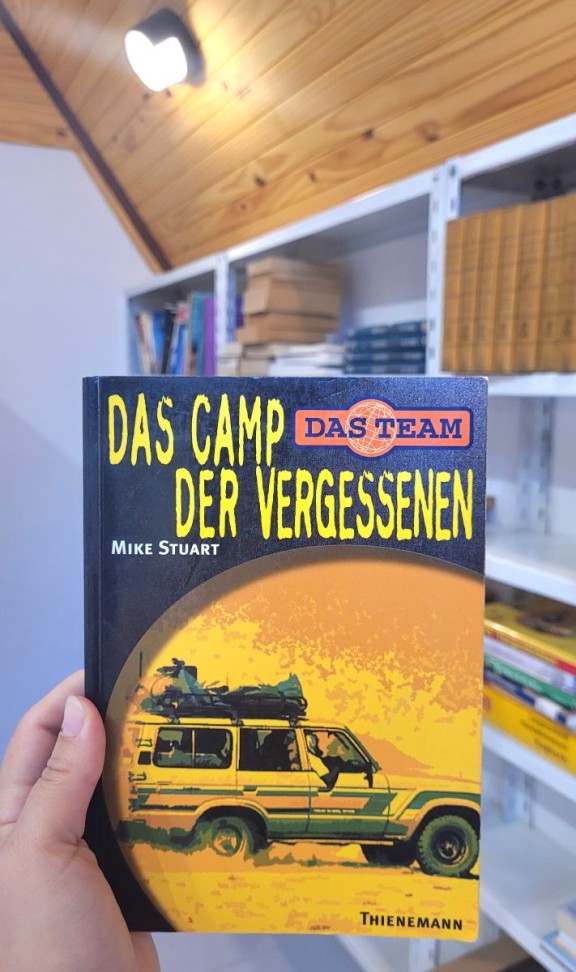 DAS CAMP
DAS TEAM
DER VERGESSENEN
MIKE STUART
THIENEMANN